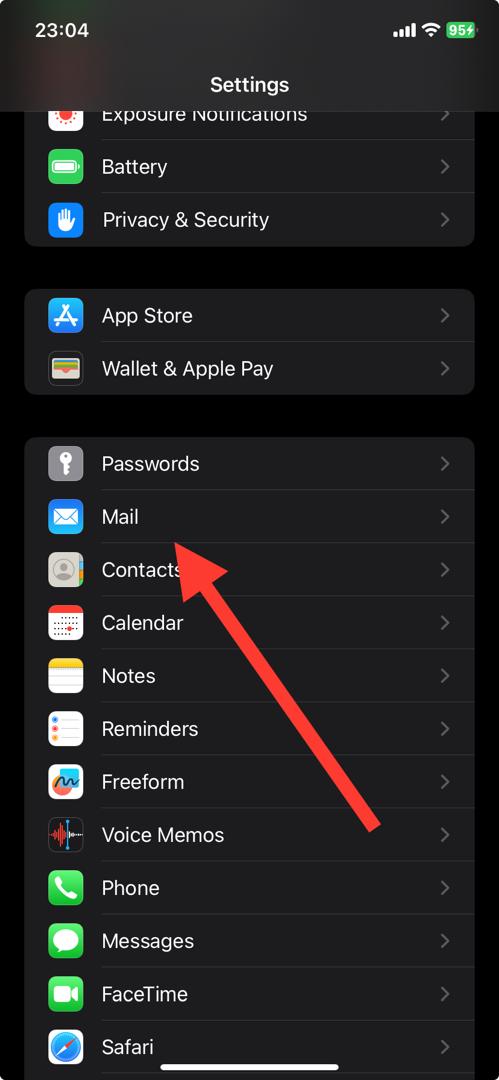 23:04
95
Settings
Exposure Notifications
Battery
Privacy & Security
App Store
Wallet & Apple Pay
Passwords
Mail
Contacts
Calendar
Notes
Reminders
Freeform
Voice Memos
Phone
Messages
FaceTime
Safari